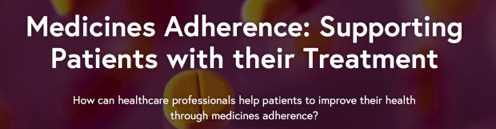 Medicines Adherence: Supporting
Patients with their Treatment
How can healthcare professionals help patients to improve their health
through medicines adherence?